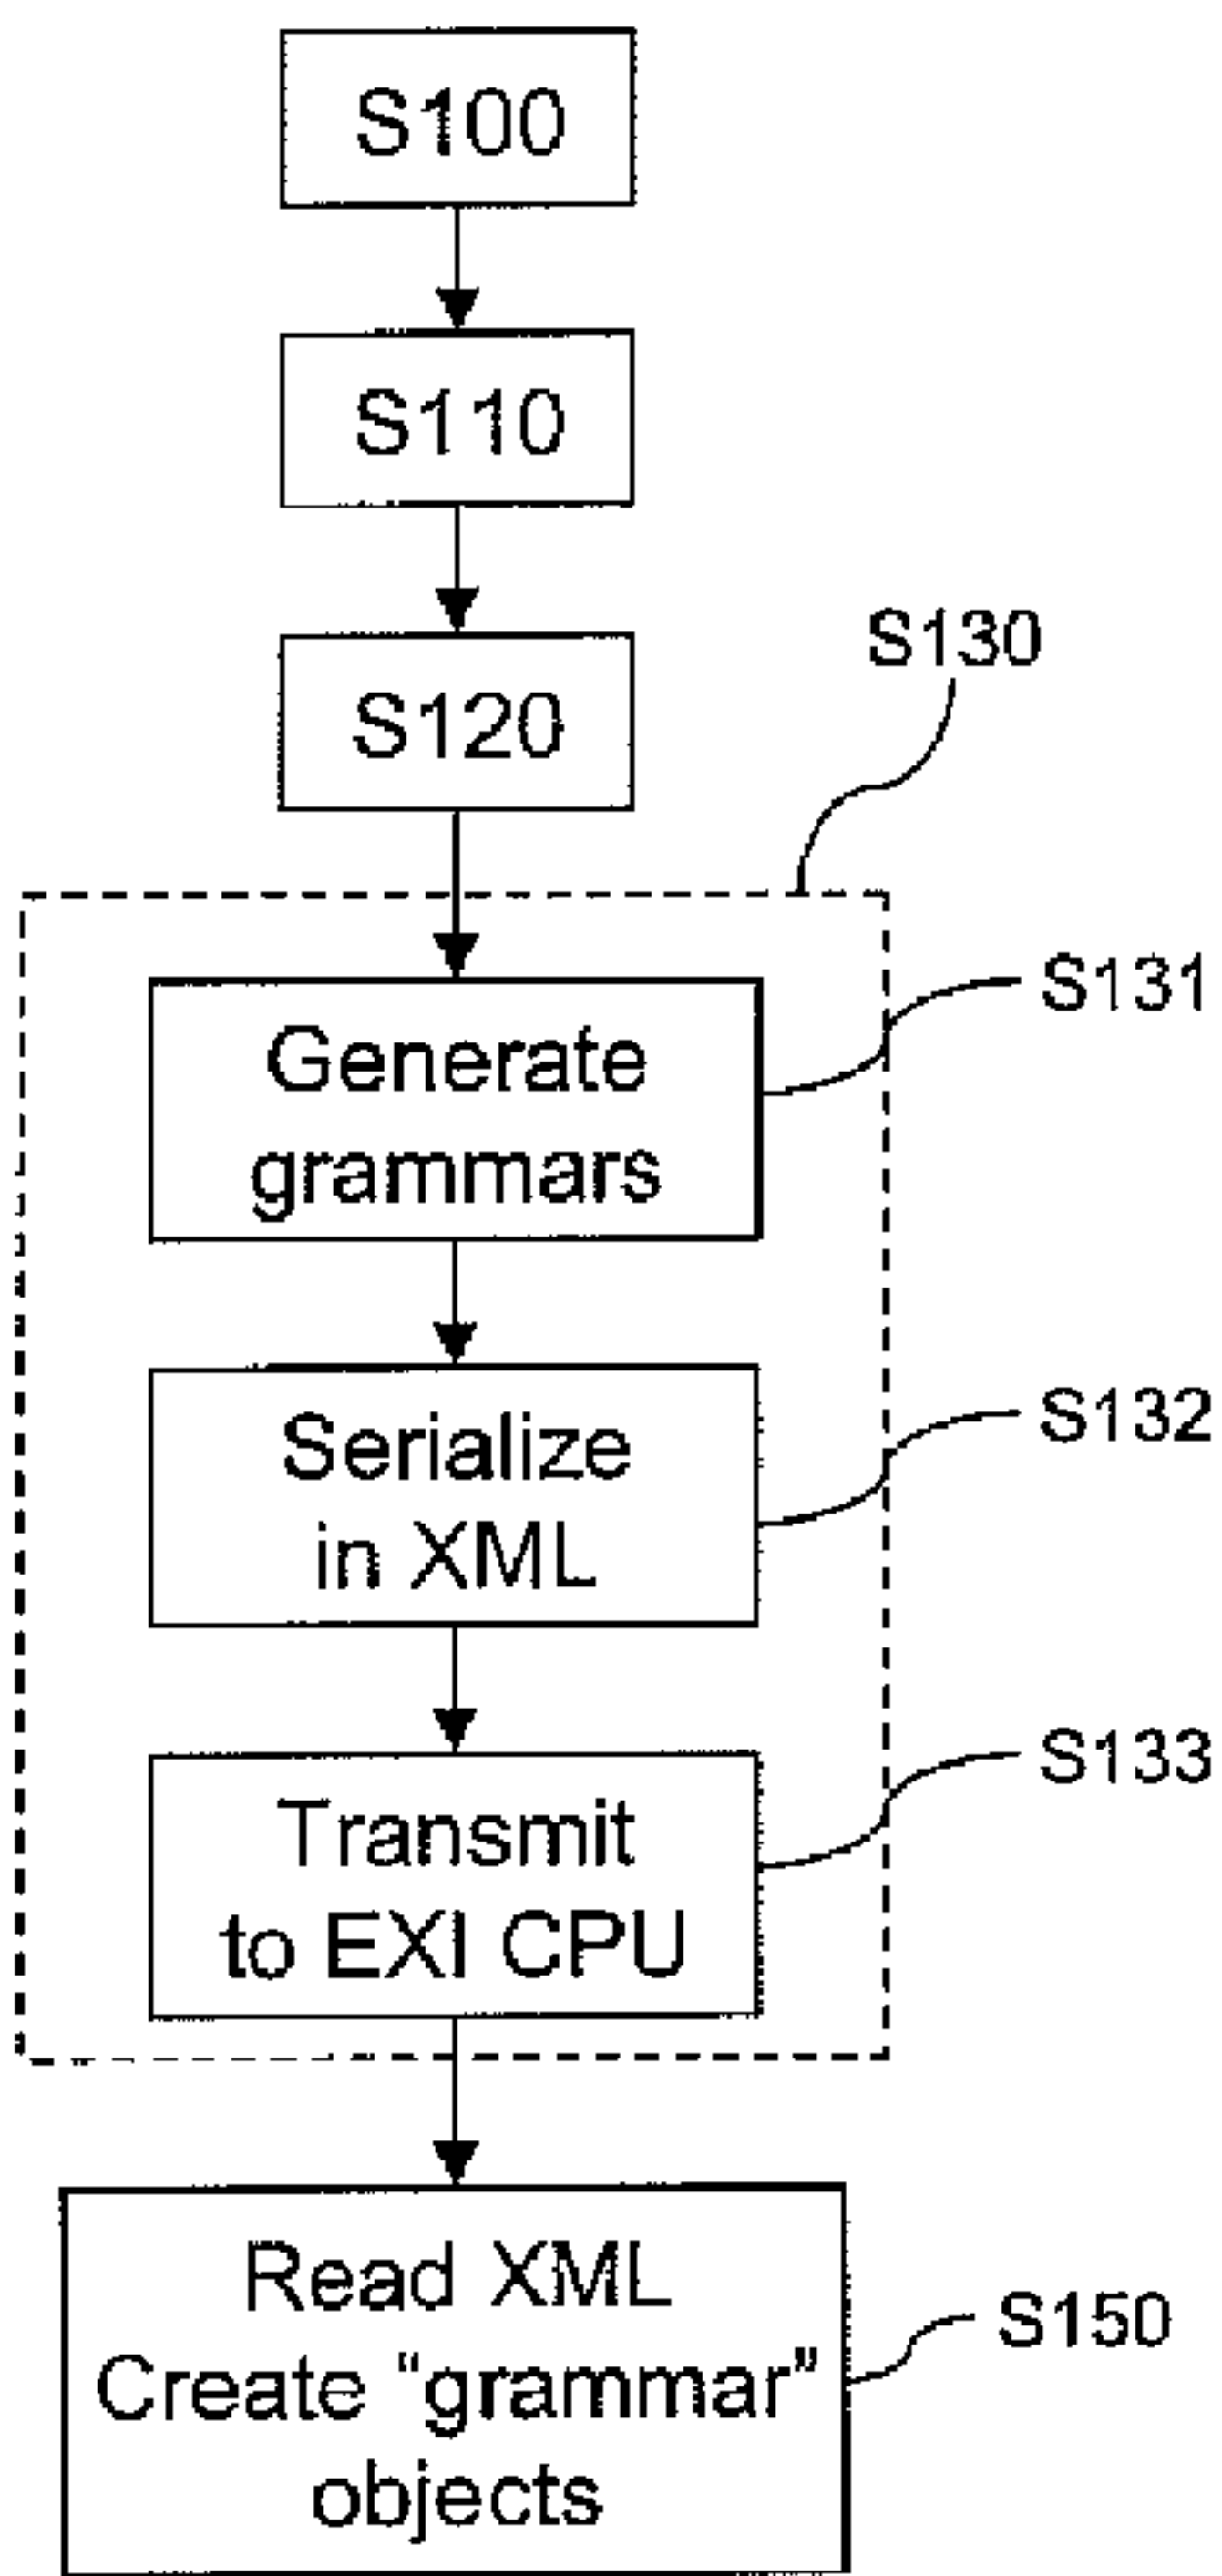 S100
S110
S120
S130
Generate
grammars
S131
Serialize
in XML
S132
Transmit
to EXI CPU
S133
Read XML
Create “grammar”
objects
S150